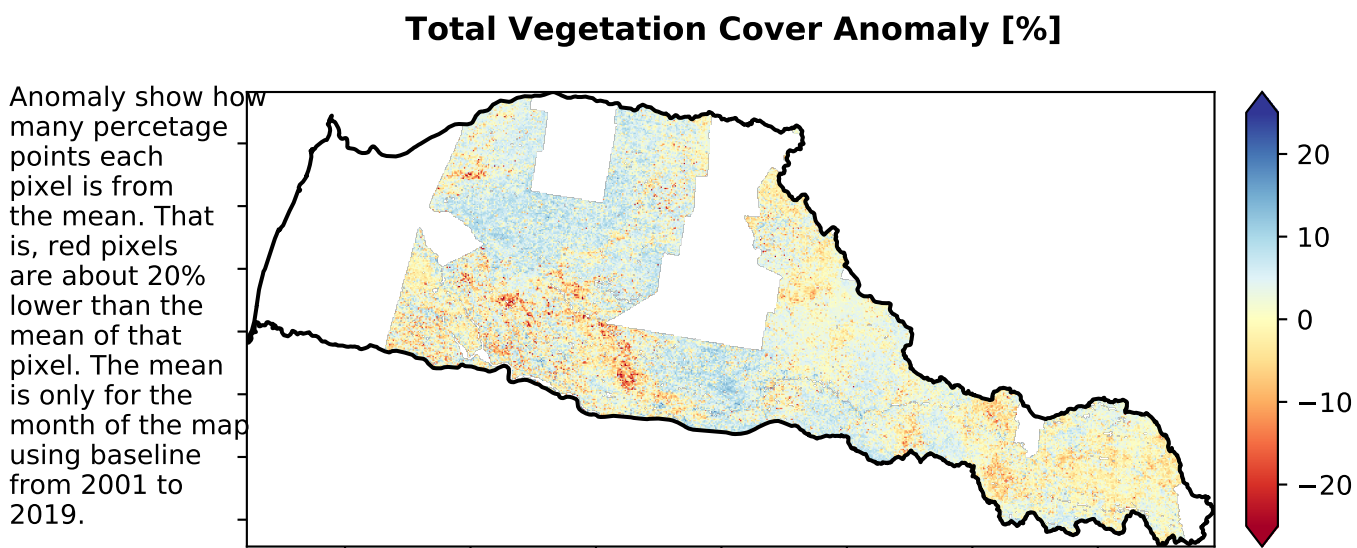 Total Vegetation Cover Anomaly [%]
Anomaly show how
many percetage
points each
pixel is from
the mean. That
is, red pixels
are about 20%
lower than the
mean of that
pixel. The mean
is only for the
month of the map
using baseline
from 2001 to
2019.
20
10
0
−10
−20